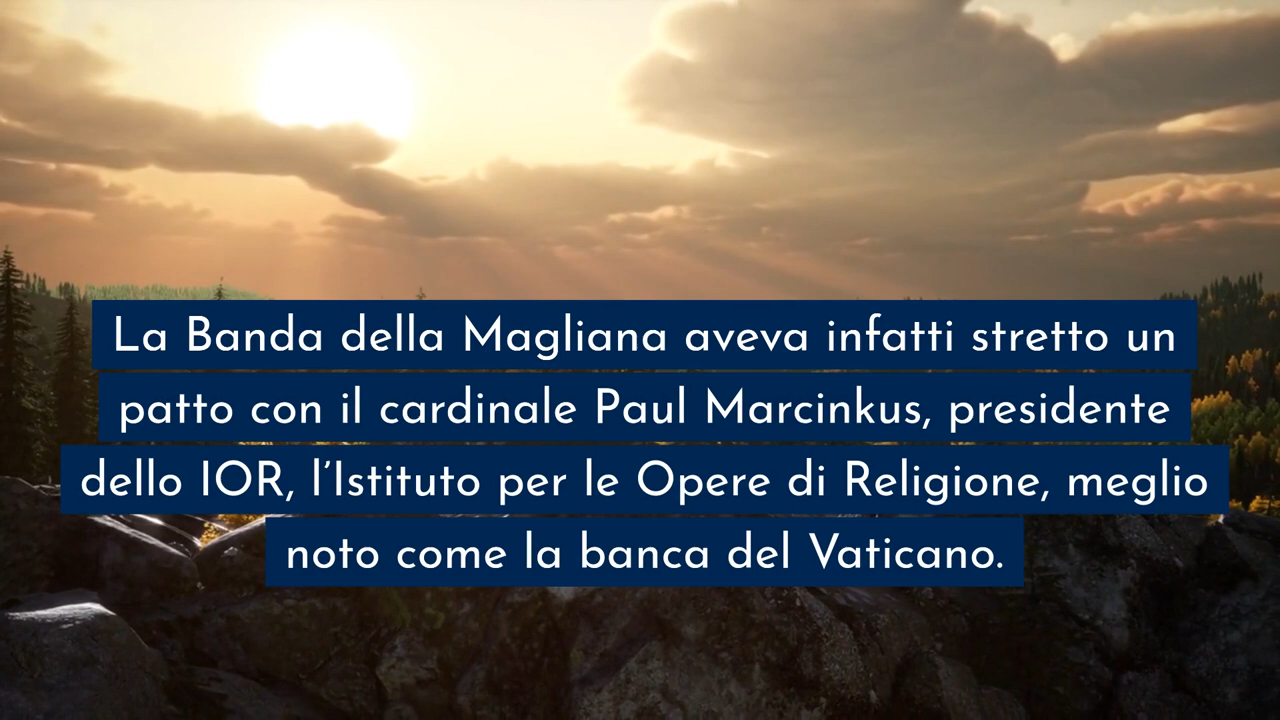 La Banda della Magliana aveva infatti stretto un
patto con il cardinale Paul Marcinkus, presidente
dello IOR, l’Istituto per le Opere di Religione, meglio
noto come la banca del Vaticano.